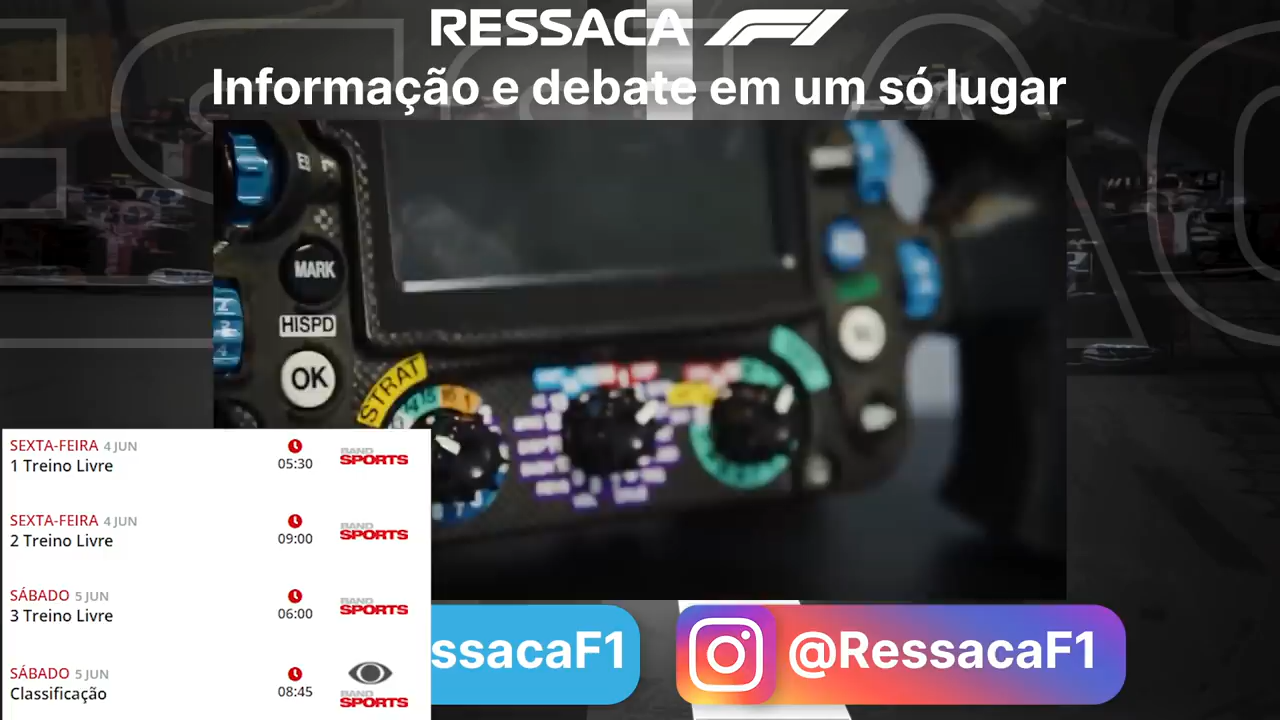 RESSACA F1
Informação e debate em um só lugar
MARK
HISPD
OK
STRAT
SEXTA-FEIRA 4 JUN
1 Treino Livre
05:30
BAND
SPORTS
SEXTA-FEIRA 4 JUN
2 Treino Livre
09:00
BAND
SPORTS
SÁBADO 5 JUN
3 Treino Livre
06:00
BAND
SPORTS
SÁBADO 5 JUN
Classificação
08:45
BAND
SPORTS
ssacaF1
@RessacaF1